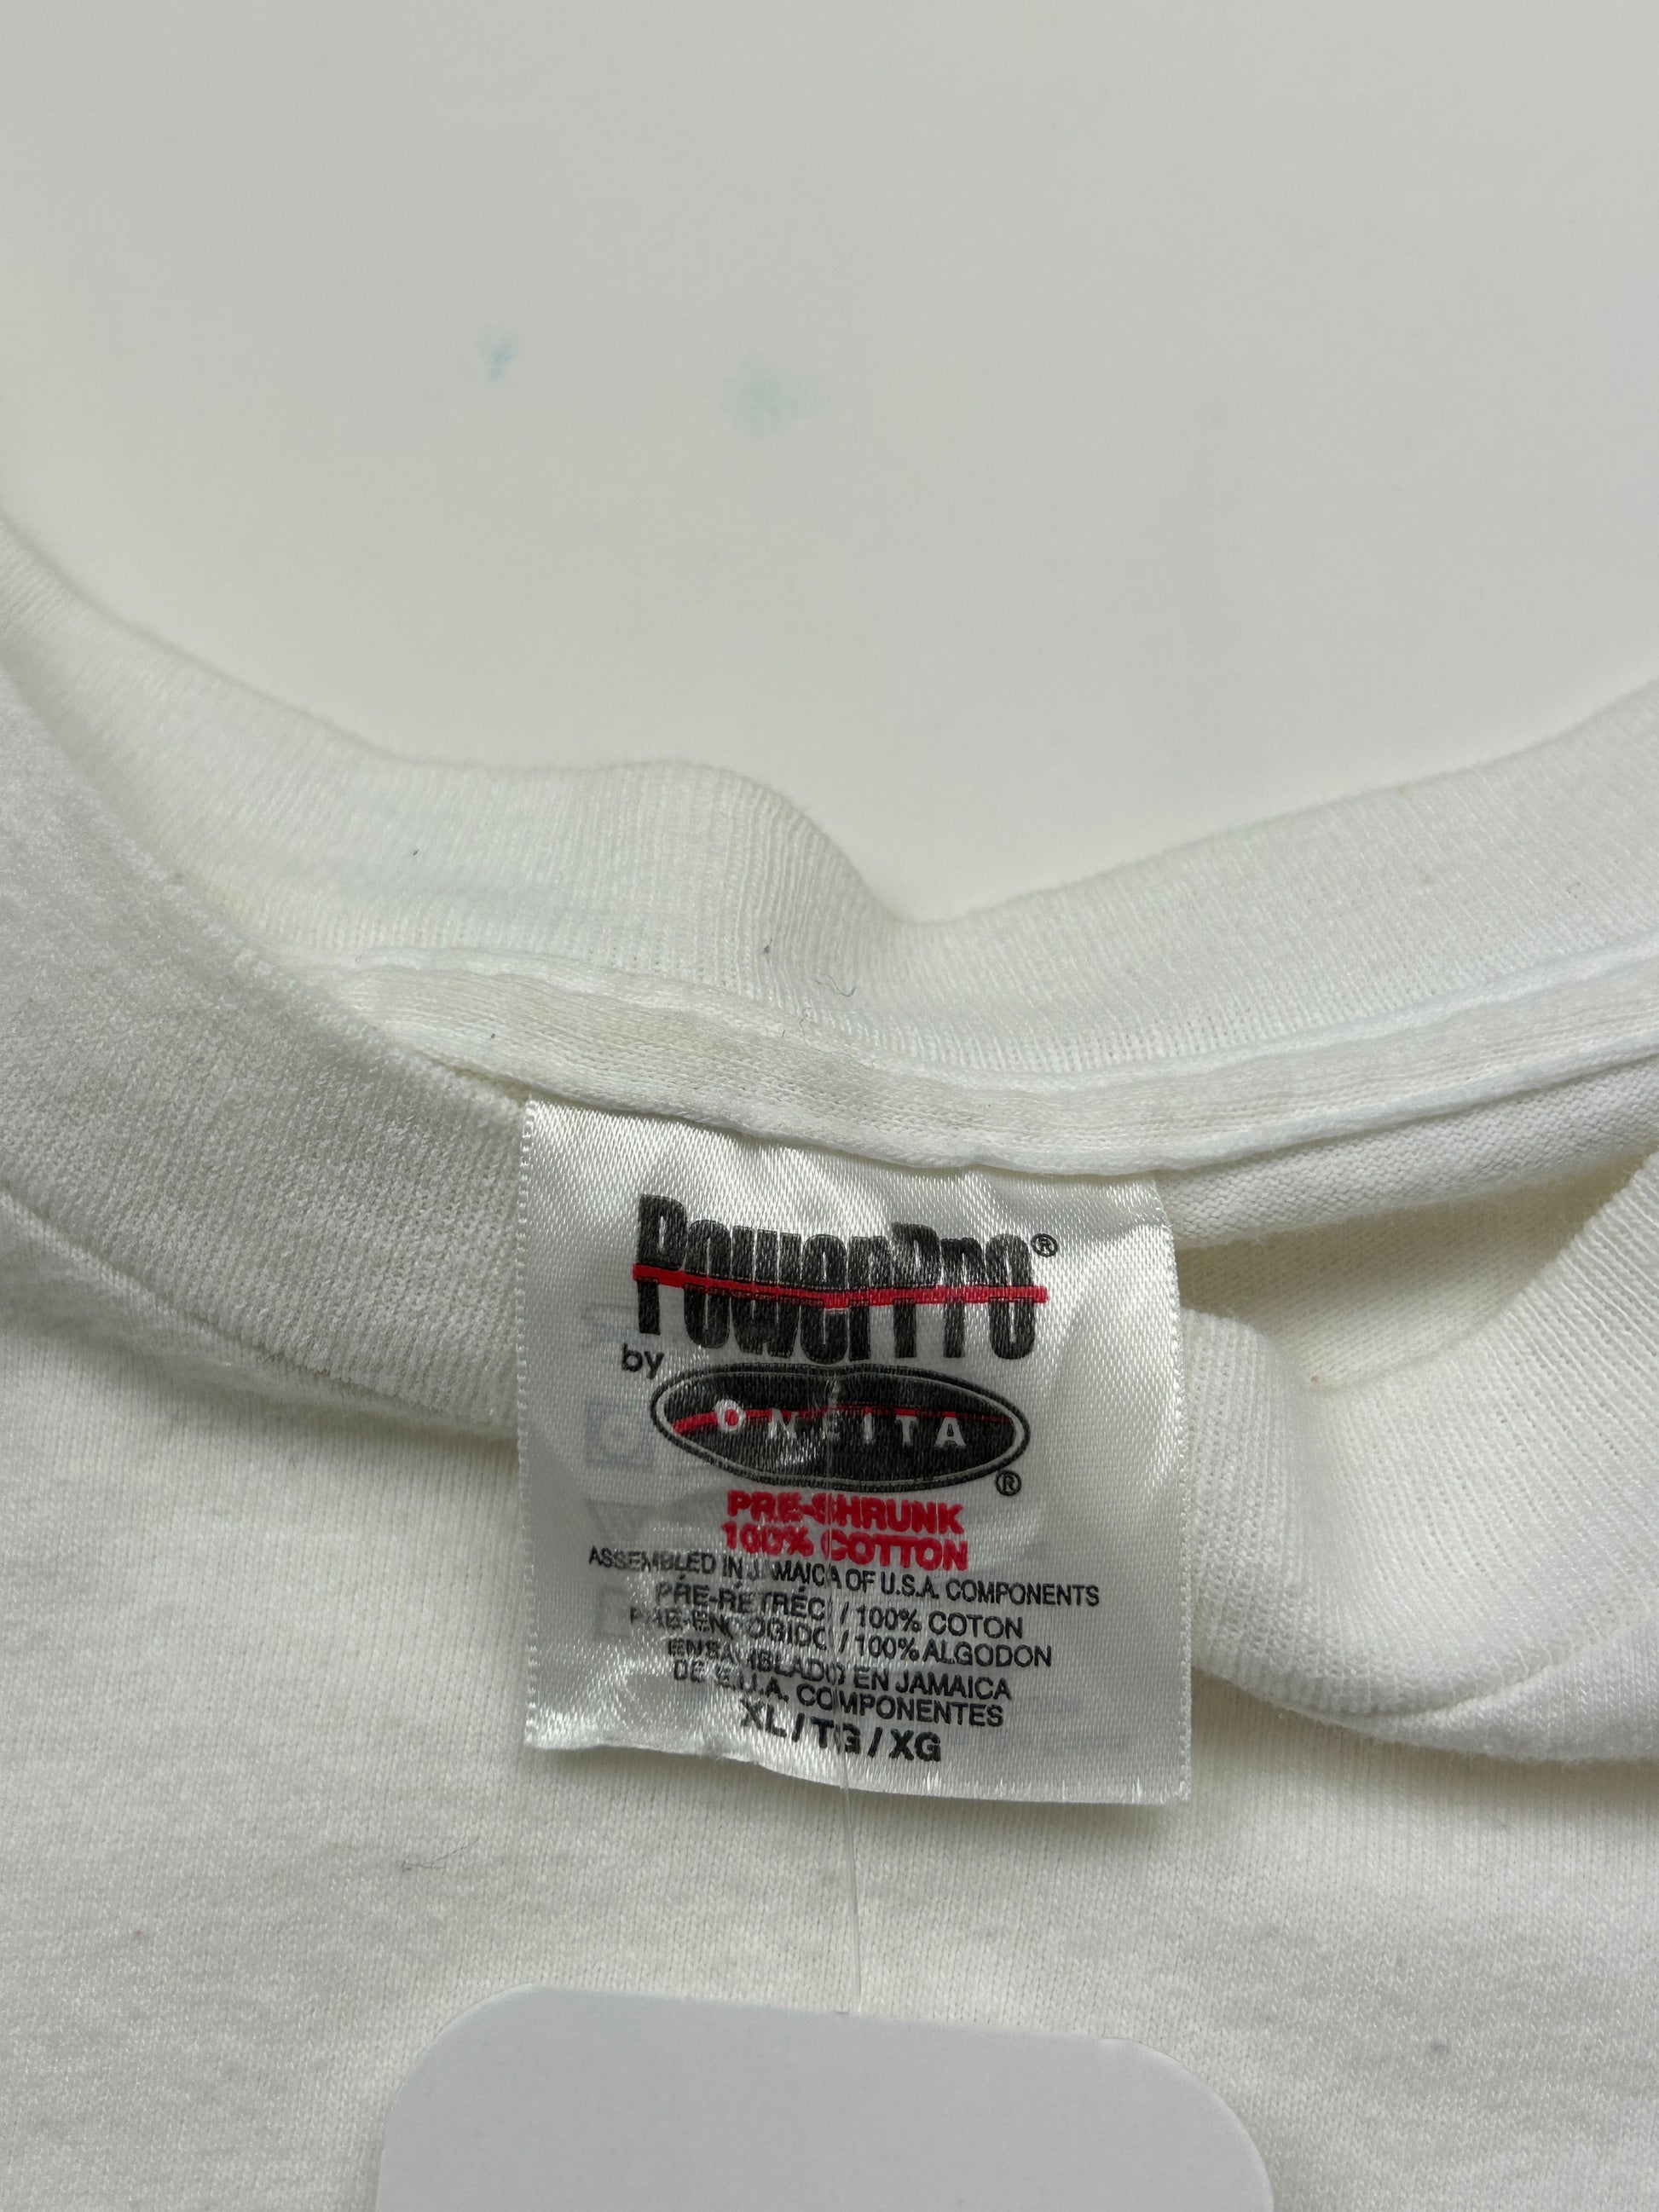 PowerPro®
by
ONEITA
®
PRE-SHRUNK
100% COTTON
ASSEMBLED IN JAMAICA OF U.S.A. COMPONENTS
PRÉ-RÉTRÉCI / 100% COTON
PRE-ENCOGIDO / 100% ALGODON
ENSAMBLADO EN JAMAICA
DE E.U.A. COMPONENTES
XL / TG / XG